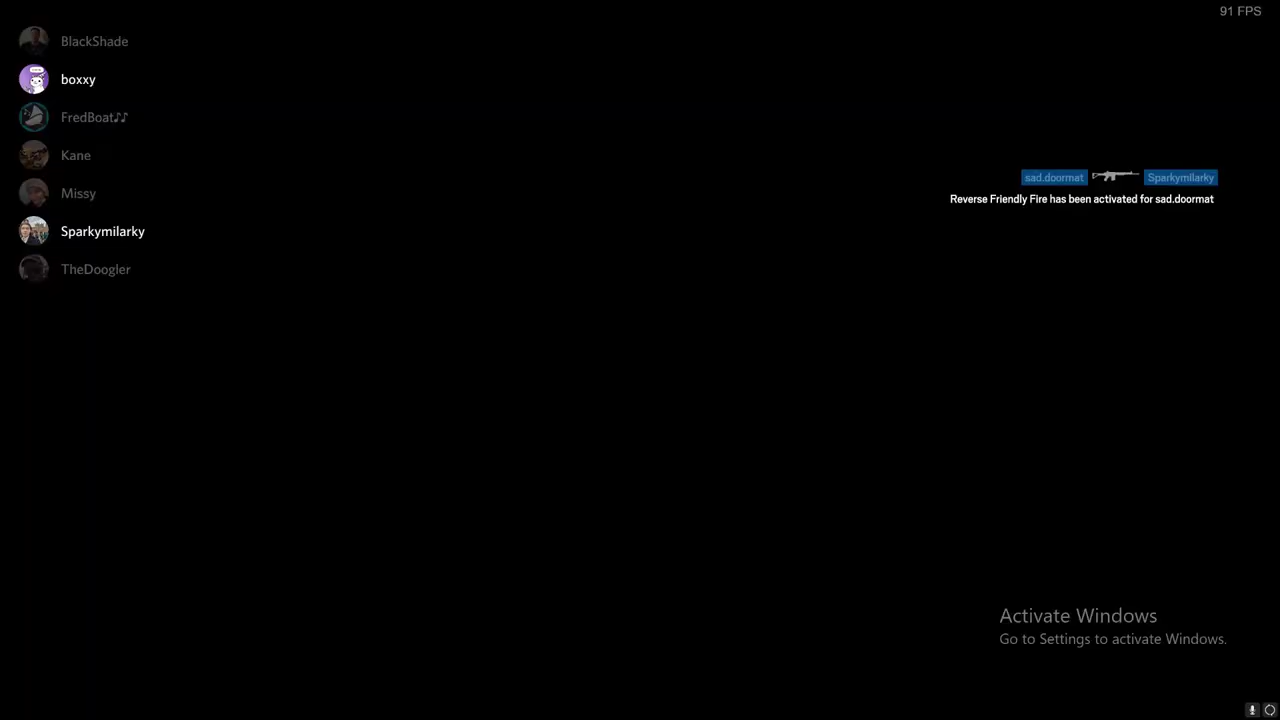 91 FPS
BlackShade
boxxy
FredBoat♪♪
Kane
Missy
Sparkymilarky
TheDoogler
sad.doormat Sparkymilarky
Reverse Friendly Fire has been activated for sad.doormat
Activate Windows
Go to Settings to activate Windows.